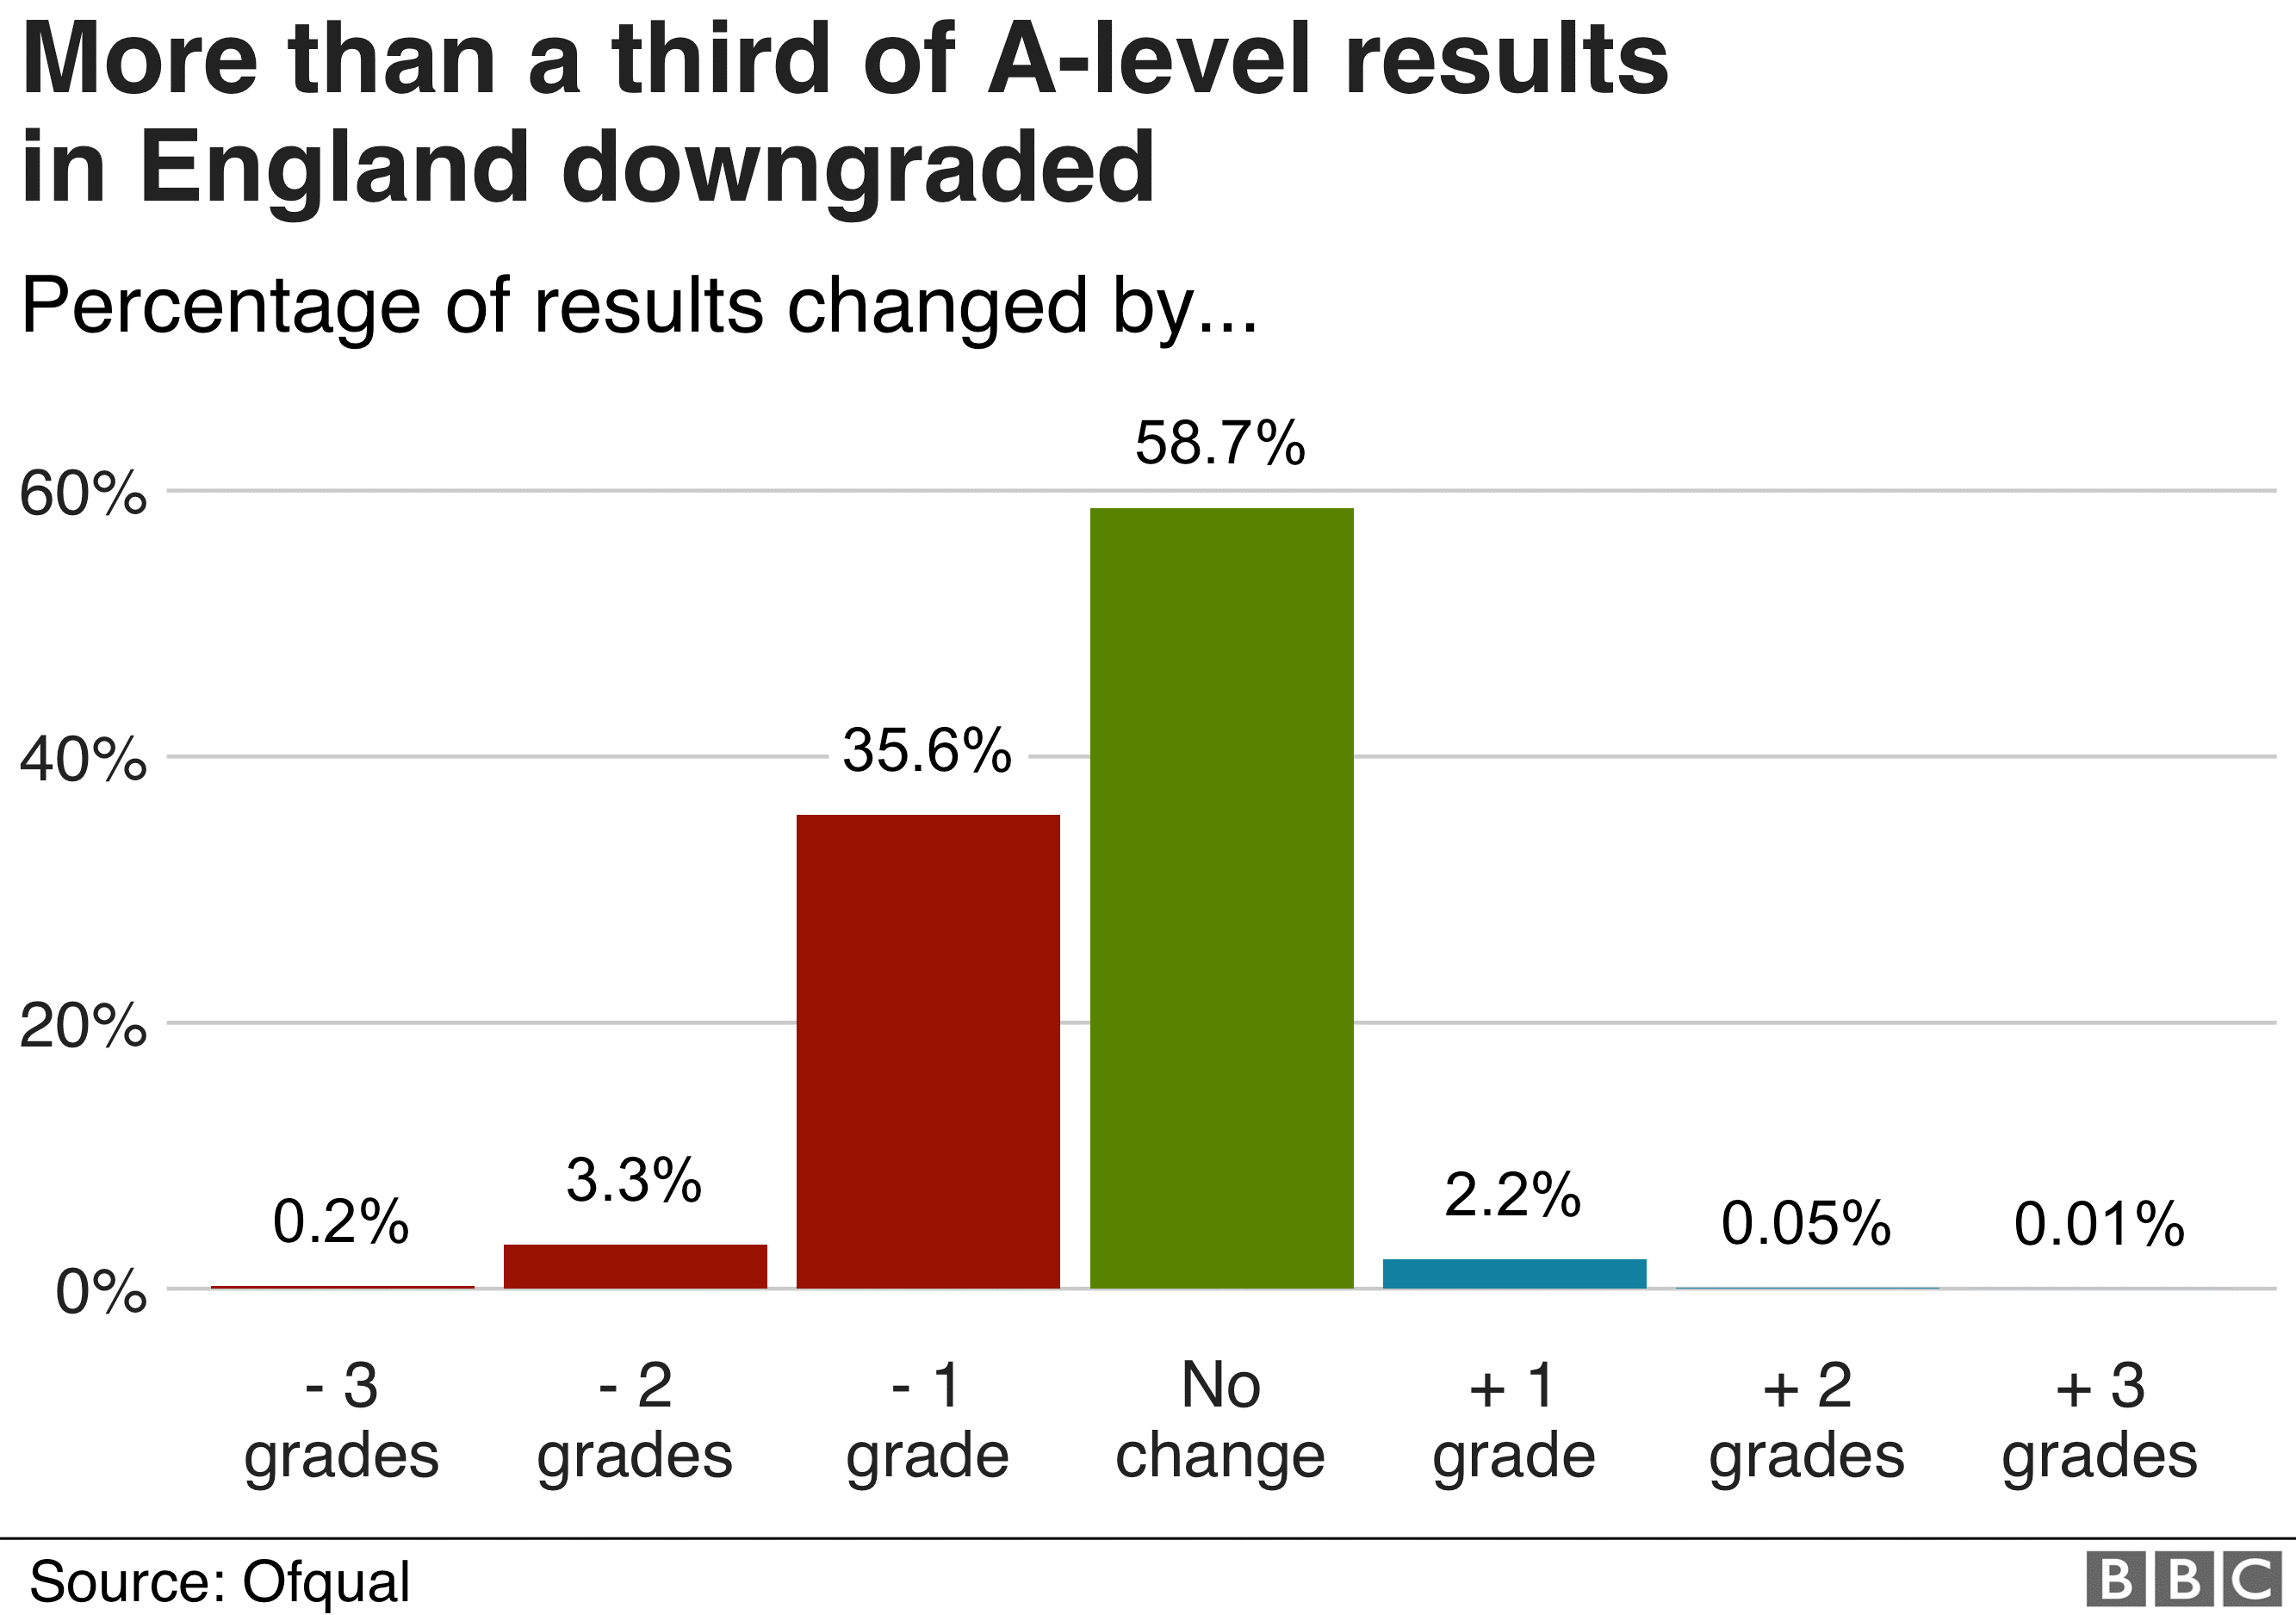 More than a third of A-level results
in England downgraded
Percentage of results changed by...
58.7%
60%
35.6%
40%
20%
3.3%
2.2%
0.2%
0.05%
0.01%
0%
- 3
grades
- 2
grades
- 1
grade
No
change
+ 1
grade
+ 2
grades
+ 3
grades
Source: Ofqual
BBC